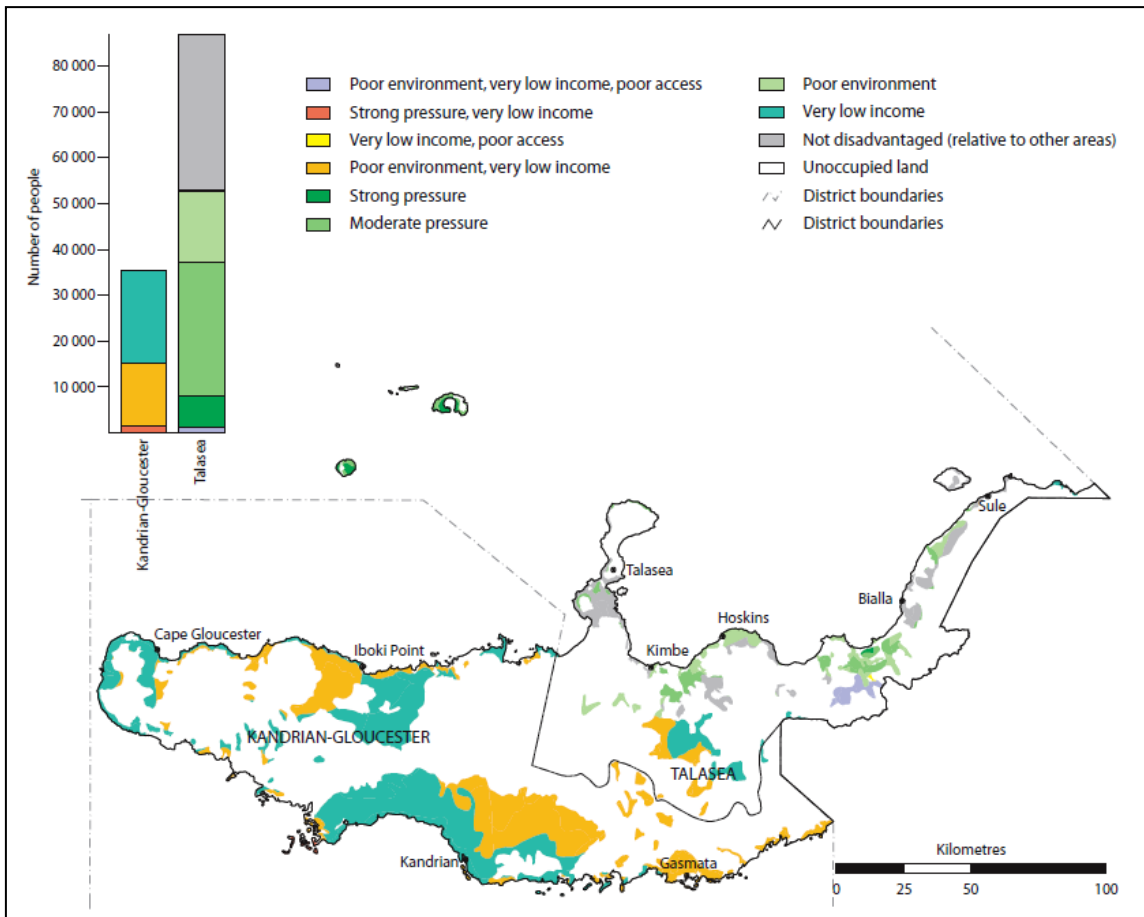 80 000
70 000
60 000
50 000
40 000
30 000
20 000
10 000
Number of people
Kandrian-Gloucester
Talasea
Poor environment, very low income, poor access
Strong pressure, very low income
Very low income, poor access
Poor environment, very low income
Strong pressure
Moderate pressure
Poor environment
Very low income
Not disadvantaged (relative to other areas)
Unoccupied land
District boundaries
District boundaries
Sule
Talasea
Bialla
Hoskins
Cape Gloucester
Iboki Point
Kimbe
KANDRIAN-GLOUCESTER
TALASEA
Kandrian
Gasmata
Kilometres
0 25 50 100